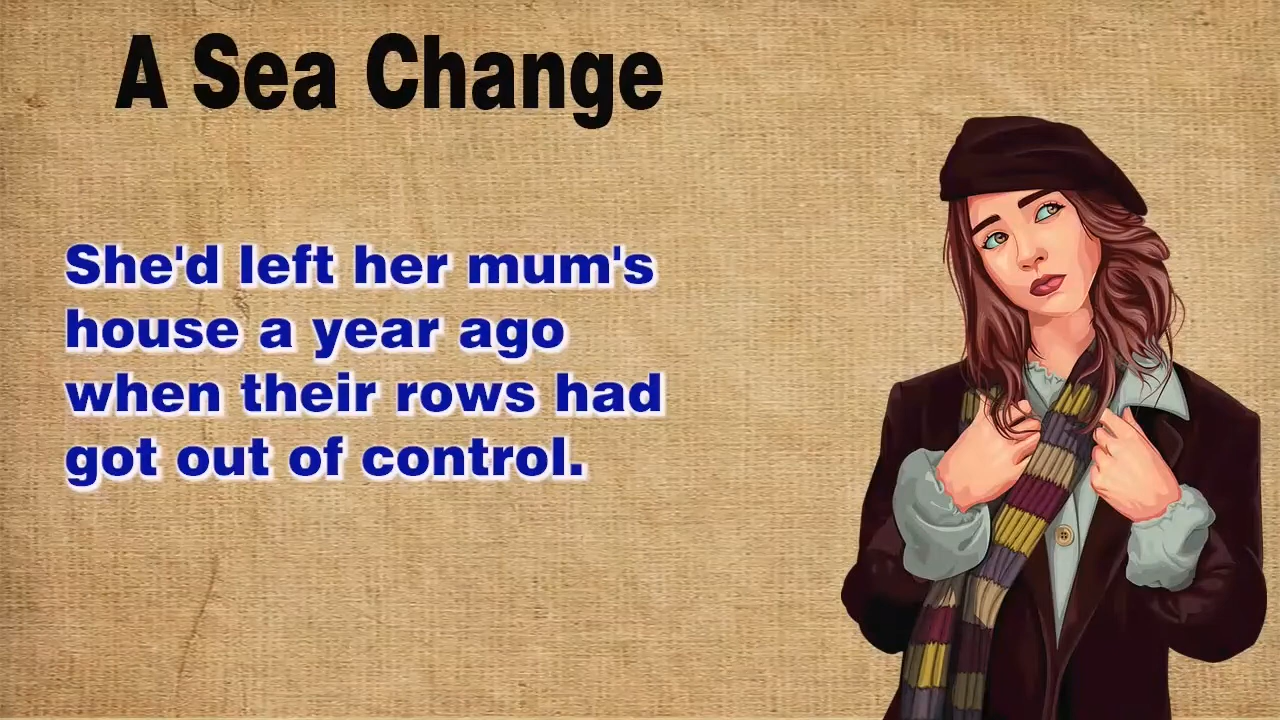 A Sea Change
She'd left her mum's
house a year ago
when their rows had
got out of control.